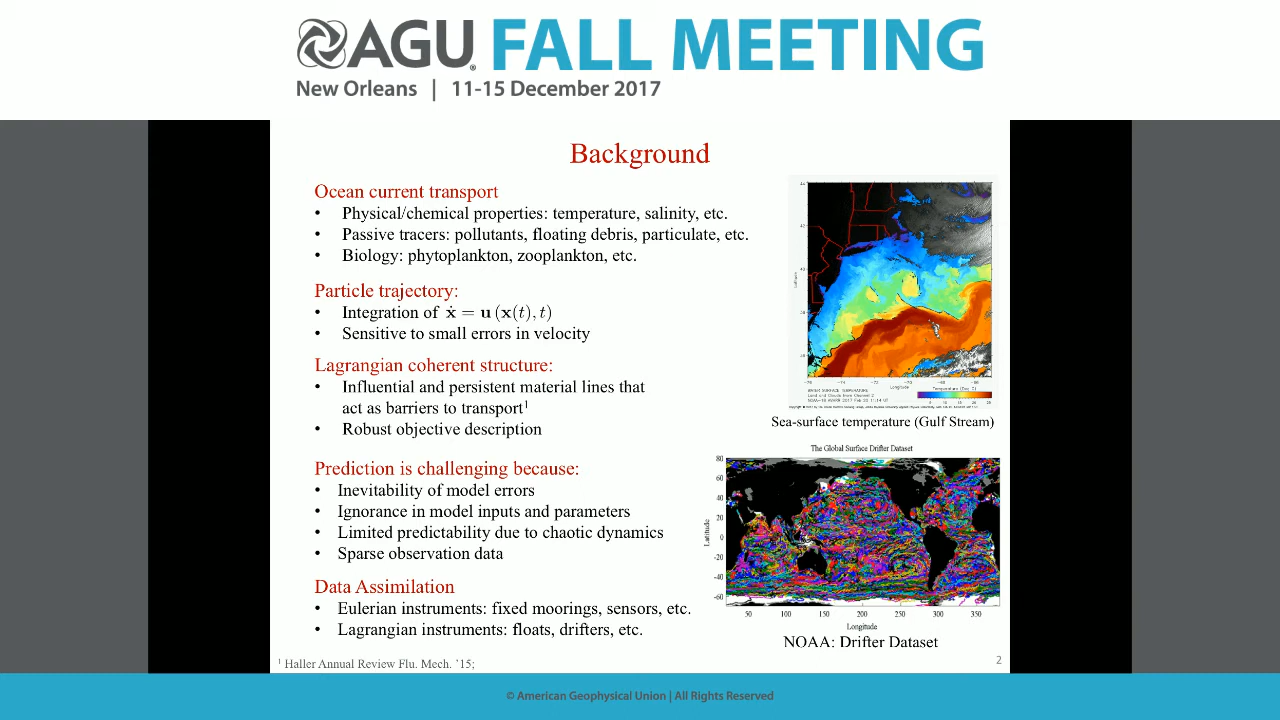 AGU FALL MEETING
New Orleans | 11-15 December 2017
Background
Ocean current transport
• Physical/chemical properties: temperature, salinity, etc.
• Passive tracers: pollutants, floating debris, particulate, etc.
• Biology: phytoplankton, zooplankton, etc.
Particle trajectory:
• Integration of ẋ = u (x(t), t)
• Sensitive to small errors in velocity
Lagrangian coherent structure:
• Influential and persistent material lines that
act as barriers to transport¹
• Robust objective description
Prediction is challenging because:
• Inevitability of model errors
• Ignorance in model inputs and parameters
• Limited predictability due to chaotic dynamics
• Sparse observation data
Data Assimilation
• Eulerian instruments: fixed moorings, sensors, etc.
• Lagrangian instruments: floats, drifters, etc.
¹ Haller Annual Review Flu. Mech. '15;
Latitude
Longitude
Temperature (Deg C)
Sea-surface temperature (Gulf Stream)
The Global Surface Drifter Dataset
80
60
40
20
0
-20
-40
-60
Latitude
50 100 150 200 250 300 350
Longitude
NOAA: Drifter Dataset
2
© American Geophysical Union | All Rights Reserved